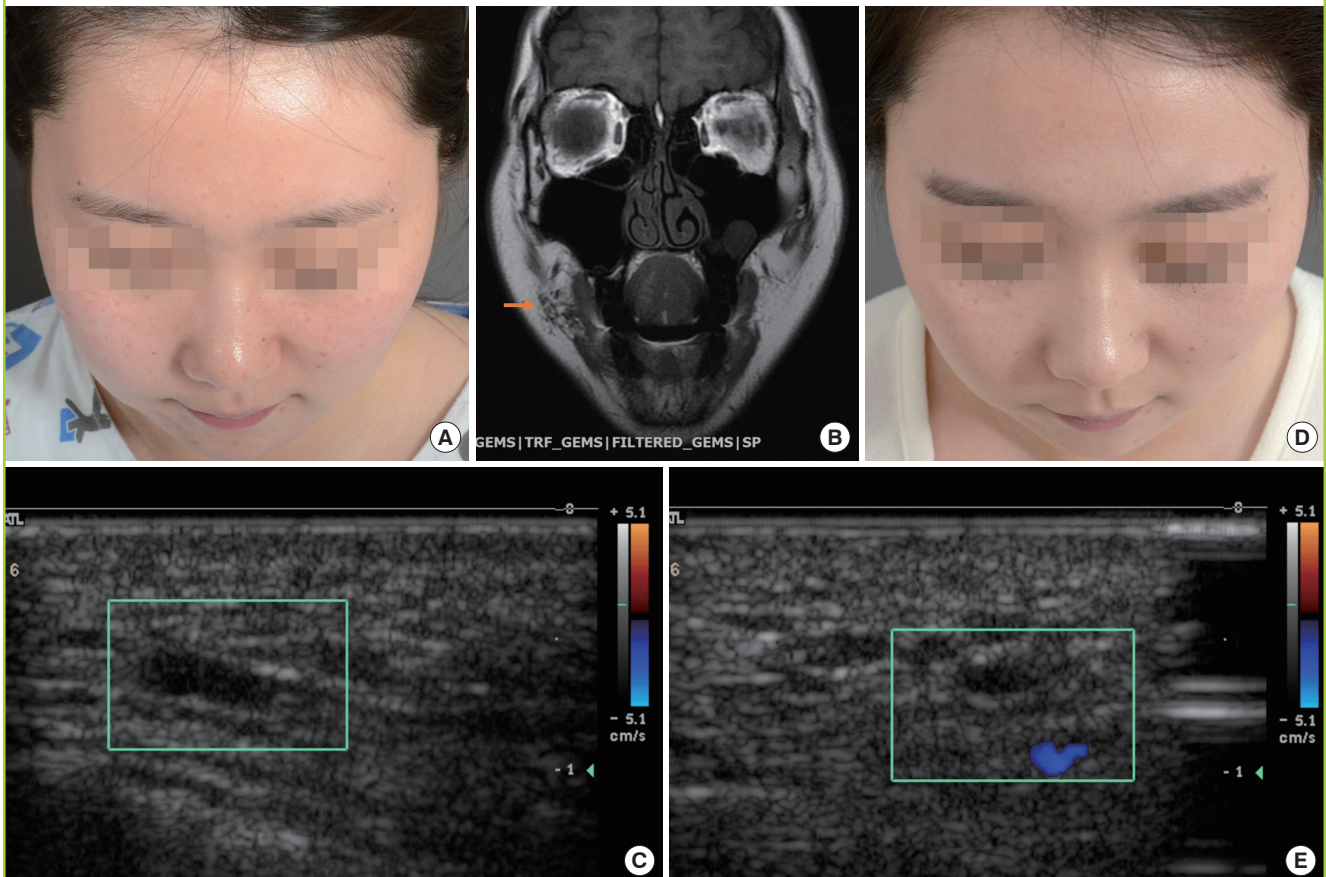 A
GEMS|TRF_GEMS|FILTERED_GEMS|SP
B
D
ATL
8
+ 5.1
6
- 5.1
cm/s
- 1
C
ATL
8
+ 5.1
6
- 5.1
cm/s
- 1
E